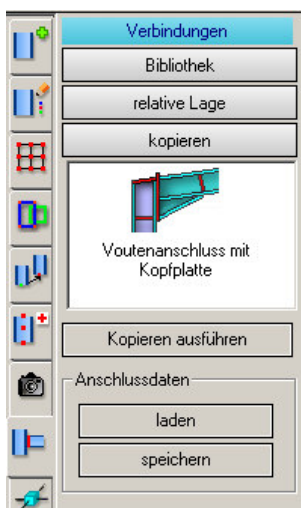 Verbindungen
Bibliothek
relative Lage
kopieren
Voutenanschluss mit
Kopfplatte
Kopieren ausführen
Anschlussdaten
laden
speichern